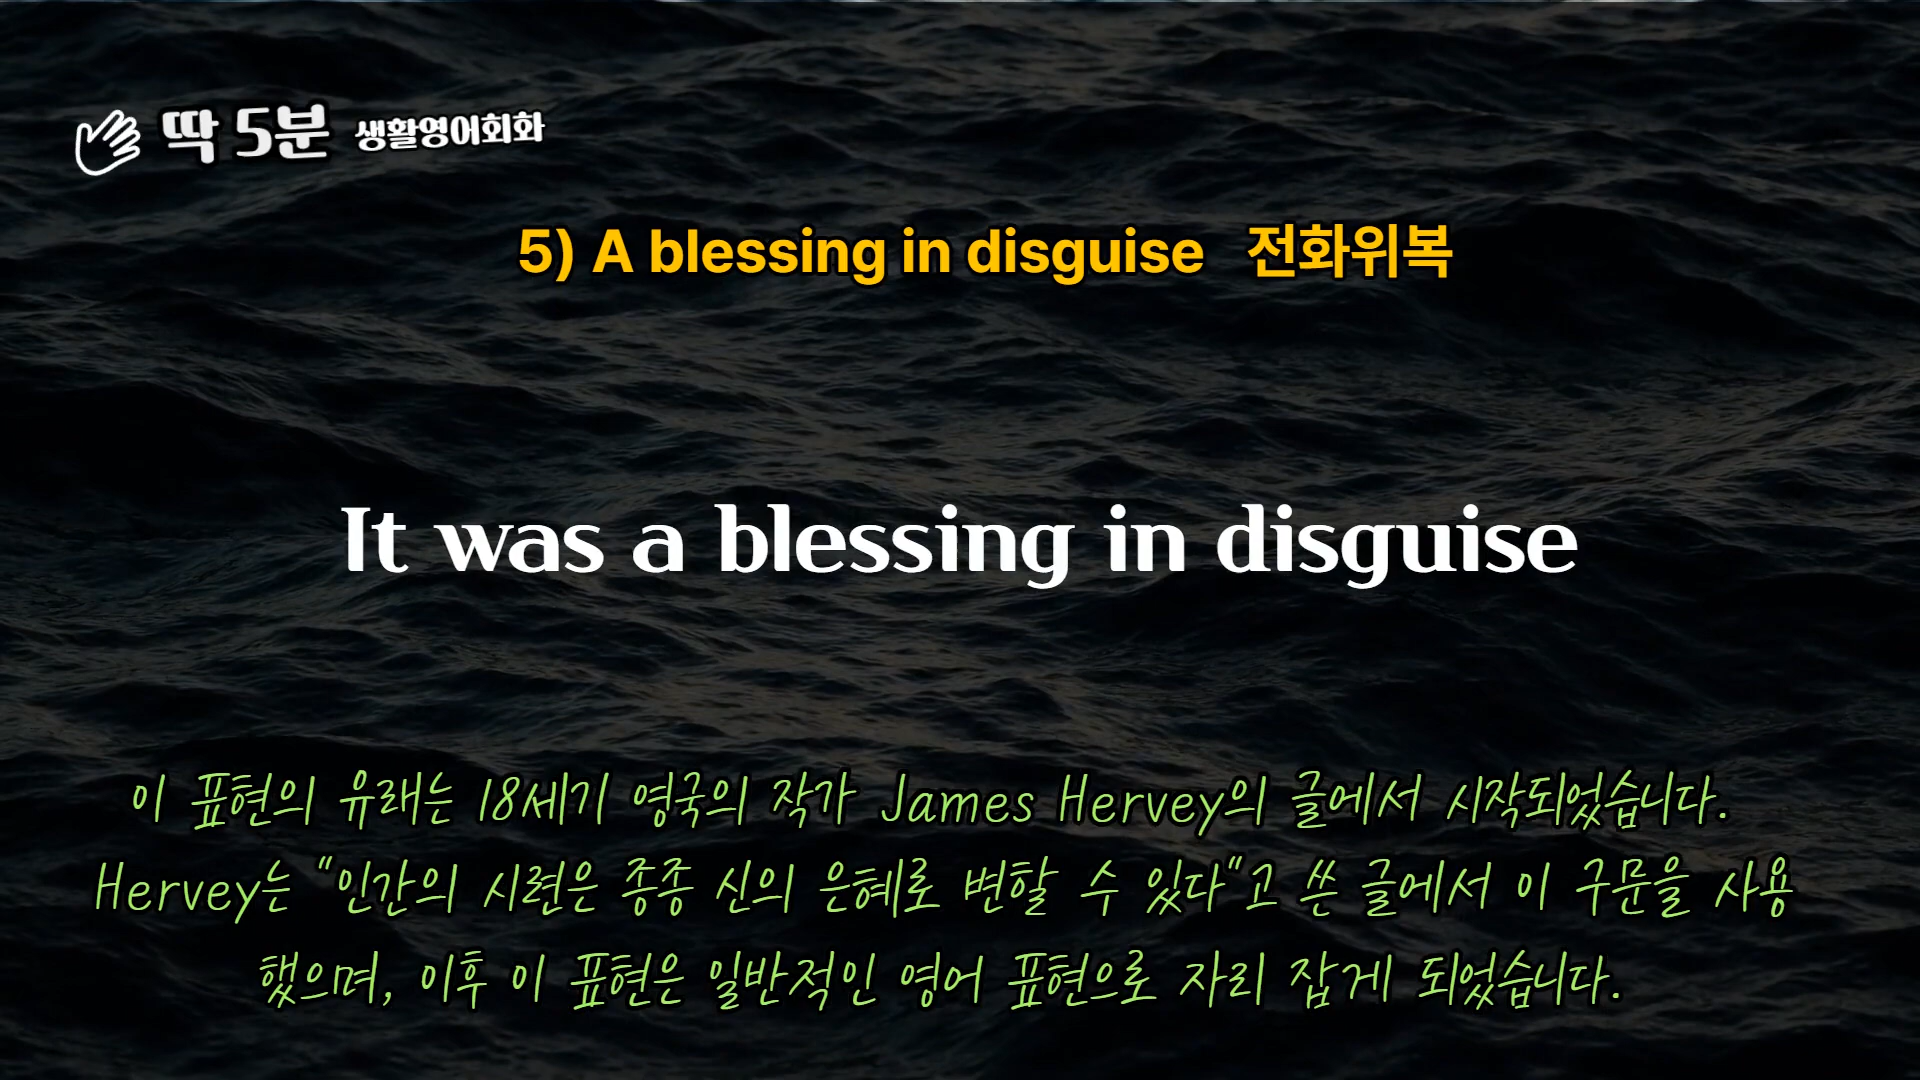 딱 5분 생활영어회화
5) A blessing in disguise 전화위복
It was a blessing in disguise
이 표현의 유래는 18세기 영국의 작가 James Hervey의 글에서 시작되었습니다.
Hervey는 "인간의 시련은 종종 신의 은혜로 변할 수 있다"고 쓴 글에서 이 구문을 사용
했으며, 이후 이 표현은 일반적인 영어 표현으로 자리 잡게 되었습니다.